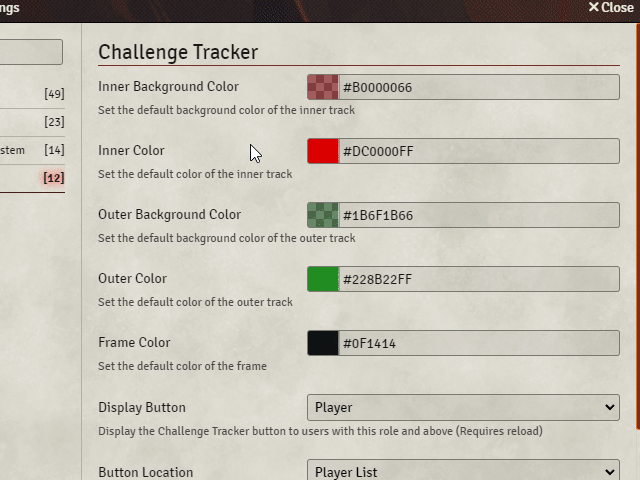 ngs
Close
Challenge Tracker
[49]
[23]
stem [14]
[12]
Inner Background Color #B0000066
Set the default background color of the inner track
Inner Color #DC0000FF
Set the default color of the inner track
Outer Background Color #1B6F1B66
Set the default background color of the outer track
Outer Color #228B22FF
Set the default color of the outer track
Frame Color #0F1414
Set the default color of the frame
Display Button Player
Display the Challenge Tracker button to users with this role and above (Requires reload)
Button Location Player List